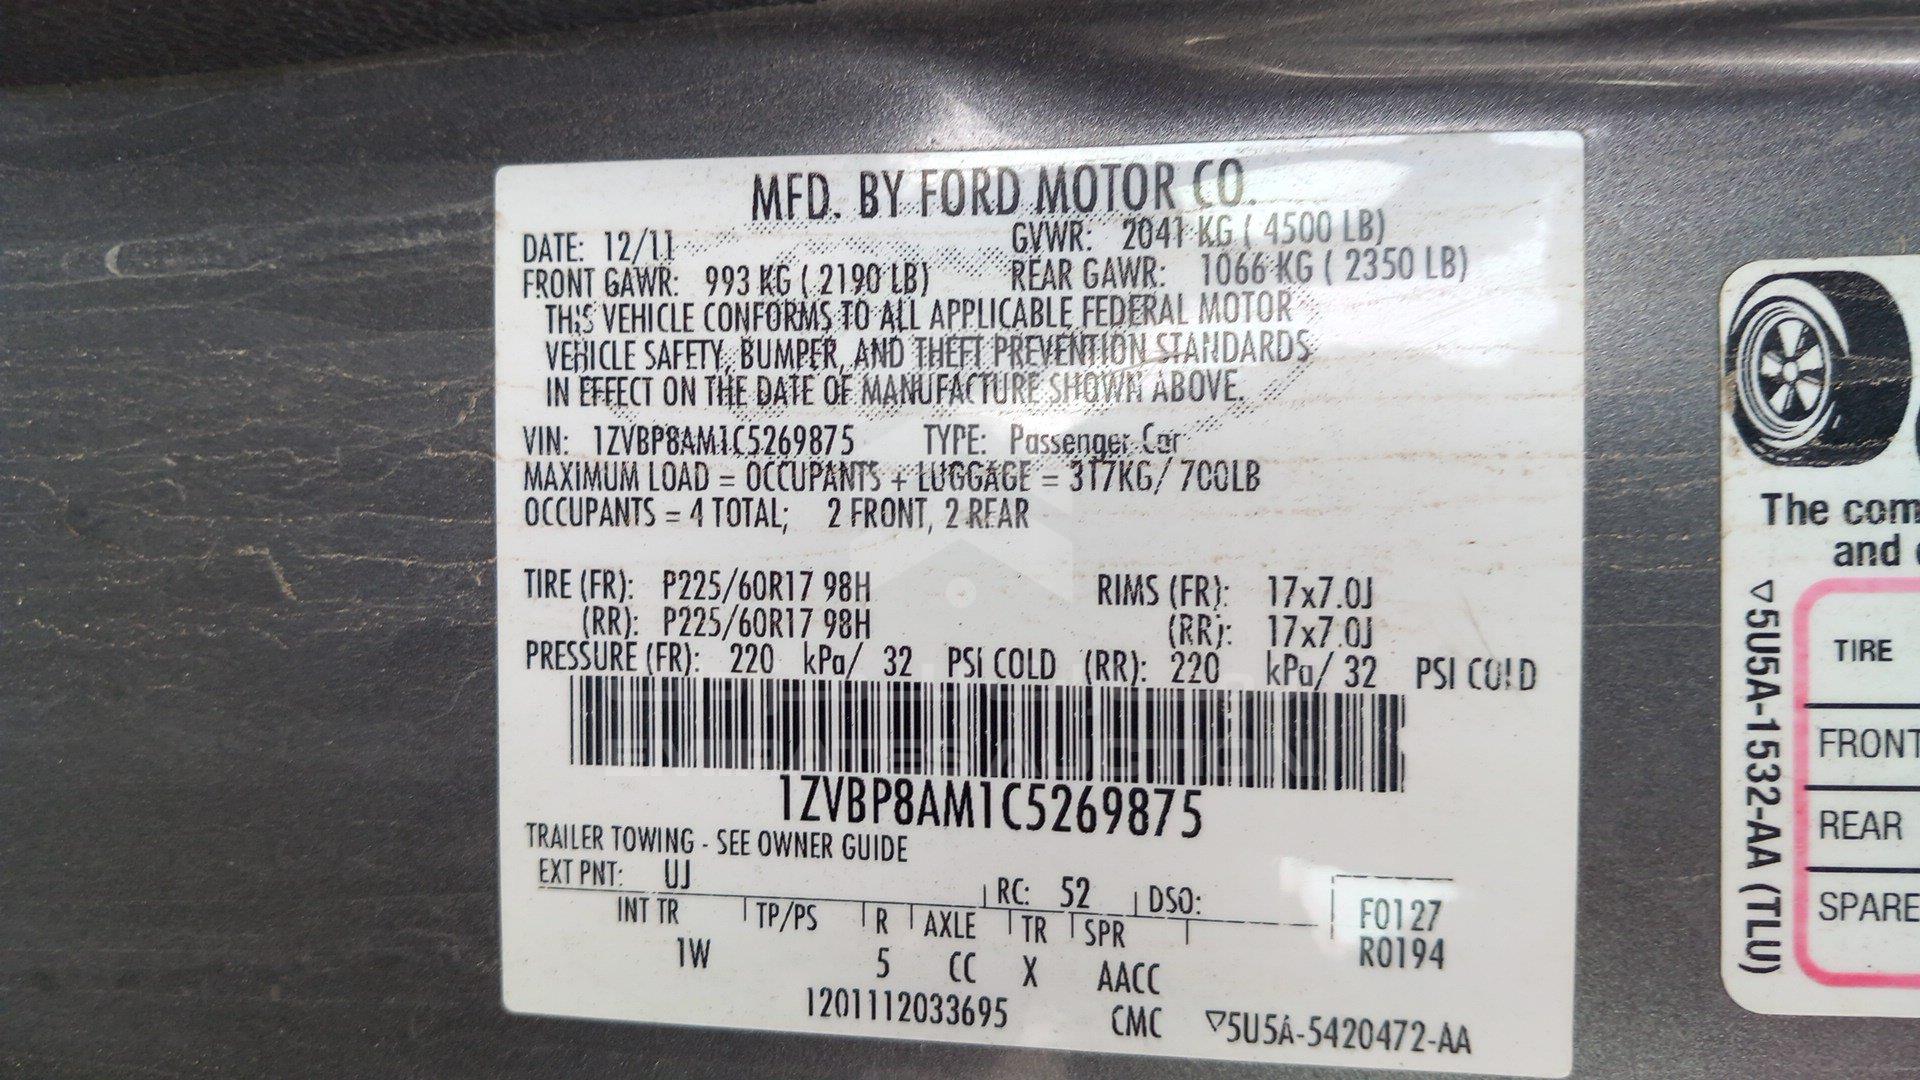 MFD. BY FORD MOTOR CO.
DATE: 12/11 GVWR: 2041 KG ( 4500 LB)
FRONT GAWR: 993 KG ( 2190 LB) REAR GAWR: 1066 KG ( 2350 LB)
THIS VEHICLE CONFORMS TO ALL APPLICABLE FEDERAL MOTOR
VEHICLE SAFETY, BUMPER, AND THEFT PREVENTION STANDARDS
IN EFFECT ON THE DATE OF MANUFACTURE SHOWN ABOVE.
VIN: 1ZVBP8AM1C5269875 TYPE: Passenger Car
MAXIMUM LOAD = OCCUPANTS + LUGGAGE = 317KG/ 700LB
OCCUPANTS = 4 TOTAL; 2 FRONT, 2 REAR
TIRE (FR): P225/60R17 98H RIMS (FR): 17x7.0J
(RR): P225/60R17 98H (RR): 17x7.0J
PRESSURE (FR): 220 kPa/ 32 PSI COLD (RR): 220 kPa/ 32 PSI COLD
EMIRATES AUCTION
1ZVBP8AM1C5269875
TRAILER TOWING - SEE OWNER GUIDE
EXT PNT: UJ RC: 52 DSO:
INT TR TP/PS R AXLE TR SPR
1W 5 CC X AACC
F0127
R0194
1201112033695 CMC ▽5U5A-5420472-AA
The com
and
▽5U5A-1532-AA (TLU)
TIRE
FRONT
REAR
SPARE